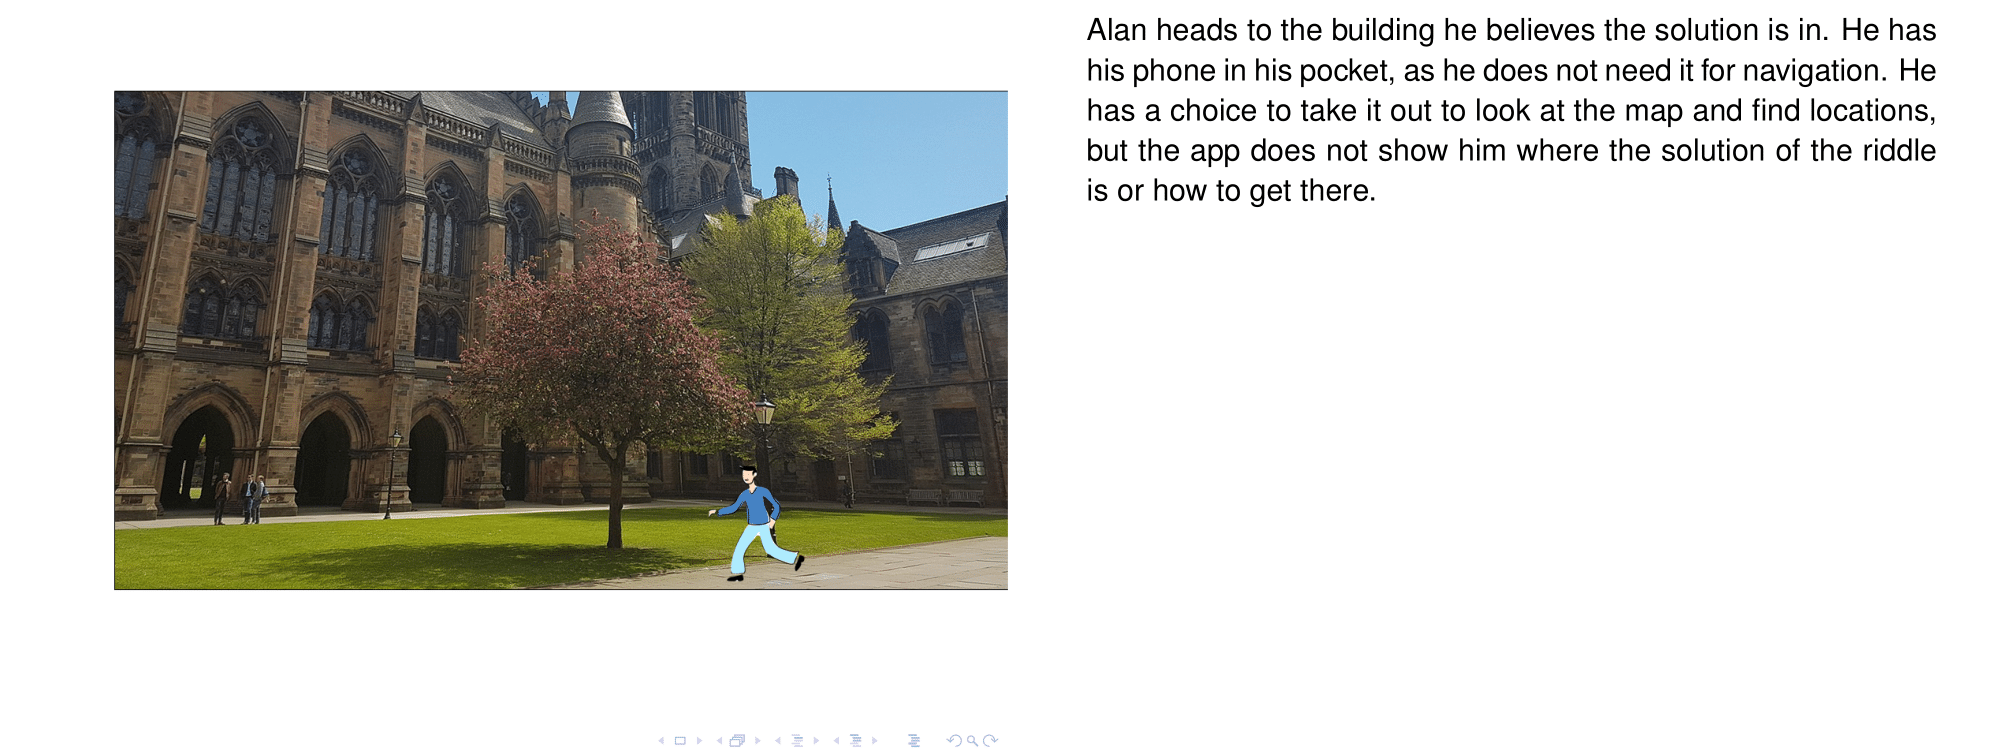 Alan heads to the building he believes the solution is in. He has
his phone in his pocket, as he does not need it for navigation. He
has a choice to take it out to look at the map and find locations,
but the app does not show him where the solution of the riddle
is or how to get there.